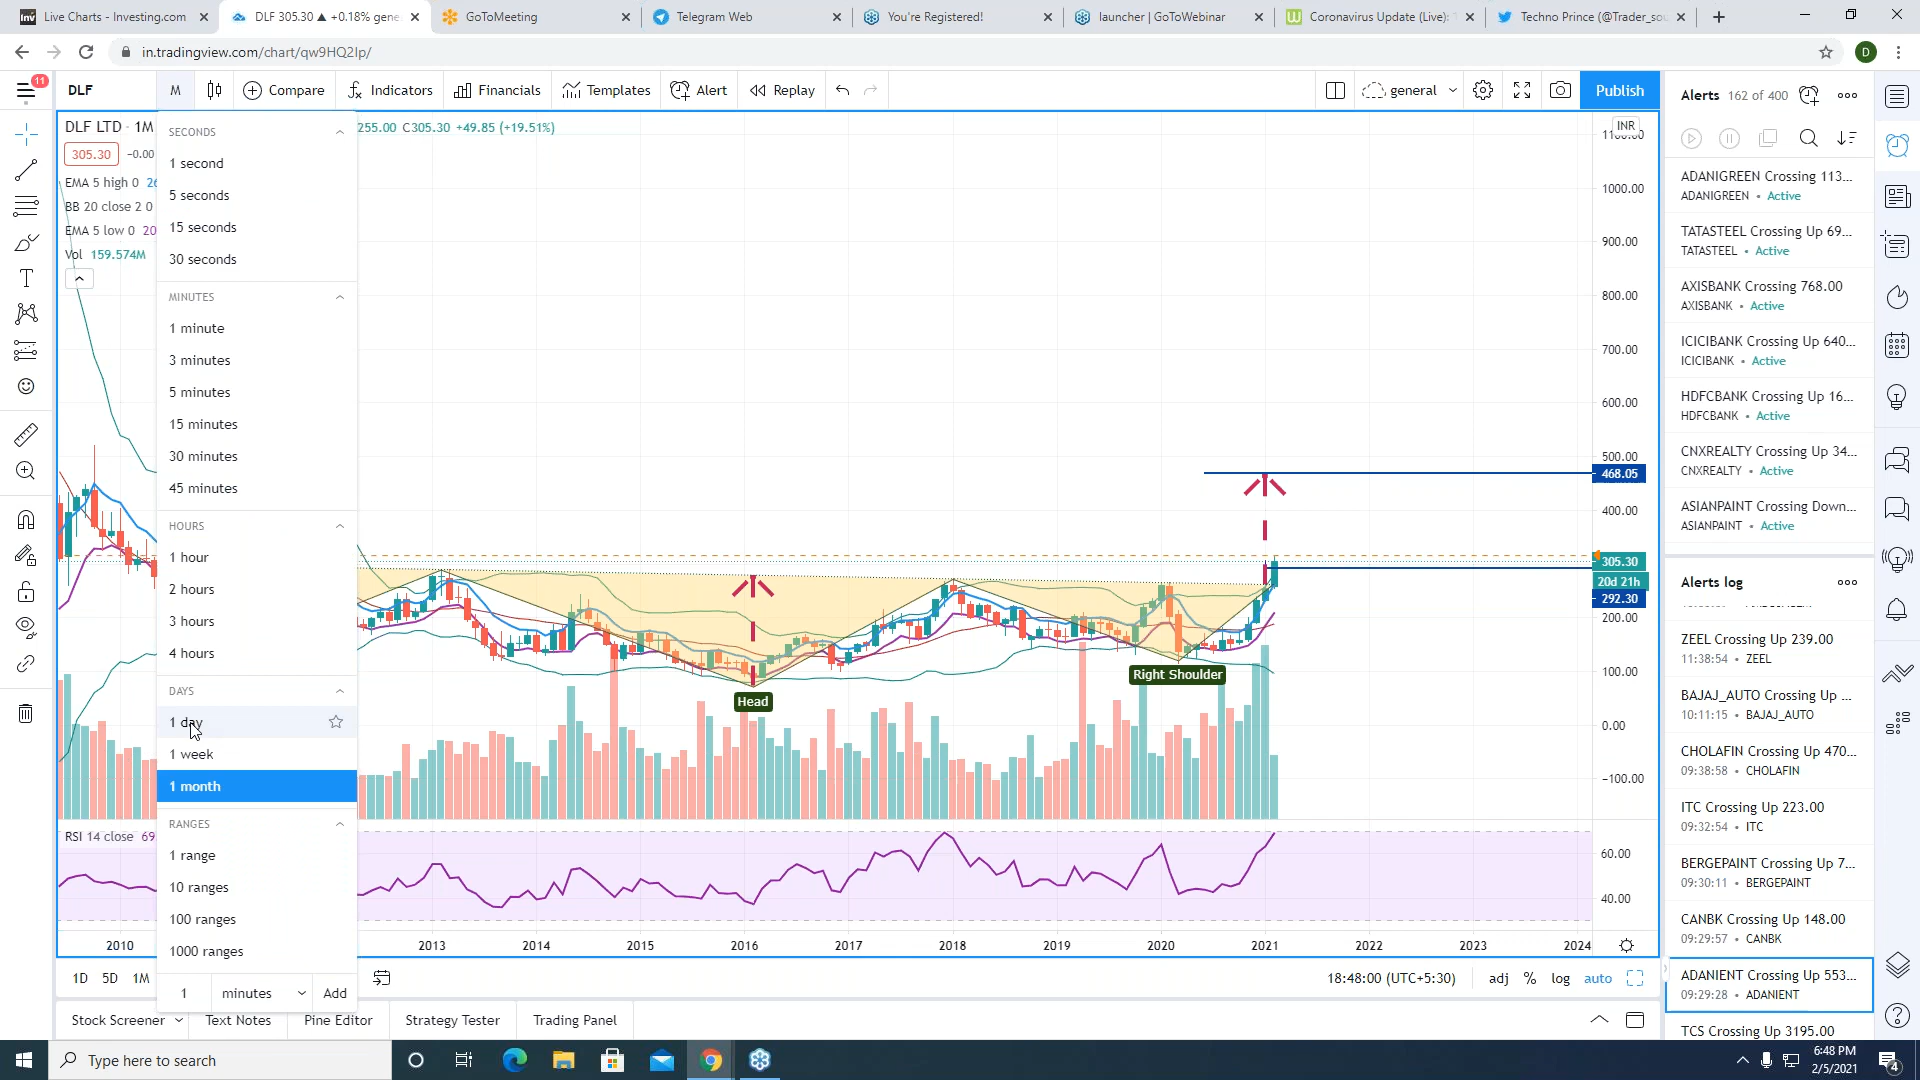 Live Charts - Investing.com
DLF 305.30 ▲ +0.18% gene
GoToMeeting
Telegram Web
You're Registered!
launcher | GoToWebinar
Coronavirus Update (Live):
Techno Prince (@Trader_sou
in.tradingview.com/chart/qw9HQ2Ip/
D
11
DLF
M
Compare
Indicators
Financials
Templates
Alert
Replay
general
Publish
DLF LTD · 1M
255.00 C305.30 +49.85 (+19.51%)
305.30
−0.00
EMA 5 high 0
BB 20 close 2 0
EMA 5 low 0
Vol 159.574M
SECONDS
1 second
5 seconds
15 seconds
30 seconds
MINUTES
1 minute
3 minutes
5 minutes
15 minutes
30 minutes
45 minutes
HOURS
1 hour
2 hours
3 hours
4 hours
DAYS
1 day
1 week
1 month
RANGES
1 range
10 ranges
100 ranges
1000 ranges
1
minutes
Add
Head
Right Shoulder
INR
1000.00
900.00
800.00
700.00
600.00
500.00
468.05
400.00
305.30
20d 21h
292.30
200.00
100.00
0.00
−100.00
RSI 14 close 69
60.00
40.00
2010
2013
2014
2015
2016
2017
2018
2019
2020
2021
2022
2023
2024
1D
5D
1M
18:48:00 (UTC+5:30)
adj
%
log
auto
Stock Screener
Text Notes
Pine Editor
Strategy Tester
Trading Panel
Alerts 162 of 400
ADANIGREEN Crossing 113...
ADANIGREEN • Active
TATASTEEL Crossing Up 69...
TATASTEEL • Active
AXISBANK Crossing 768.00
AXISBANK • Active
ICICIBANK Crossing Up 640...
ICICIBANK • Active
HDFCBANK Crossing Up 16...
HDFCBANK • Active
CNXREALTY Crossing Up 34...
CNXREALTY • Active
ASIANPAINT Crossing Down...
ASIANPAINT • Active
Alerts log
ZEEL Crossing Up 239.00
11:38:54 • ZEEL
BAJAJ_AUTO Crossing Up ...
10:11:15 • BAJAJ_AUTO
CHOLAFIN Crossing Up 470...
09:38:58 • CHOLAFIN
ITC Crossing Up 223.00
09:32:54 • ITC
BERGEPAINT Crossing Up 7...
09:30:11 • BERGEPAINT
CANBK Crossing Up 148.00
09:29:57 • CANBK
ADANIENT Crossing Up 553...
09:29:28 • ADANIENT
TCS Crossing Up 3195.00
Type here to search
6:48 PM
2/5/2021
4